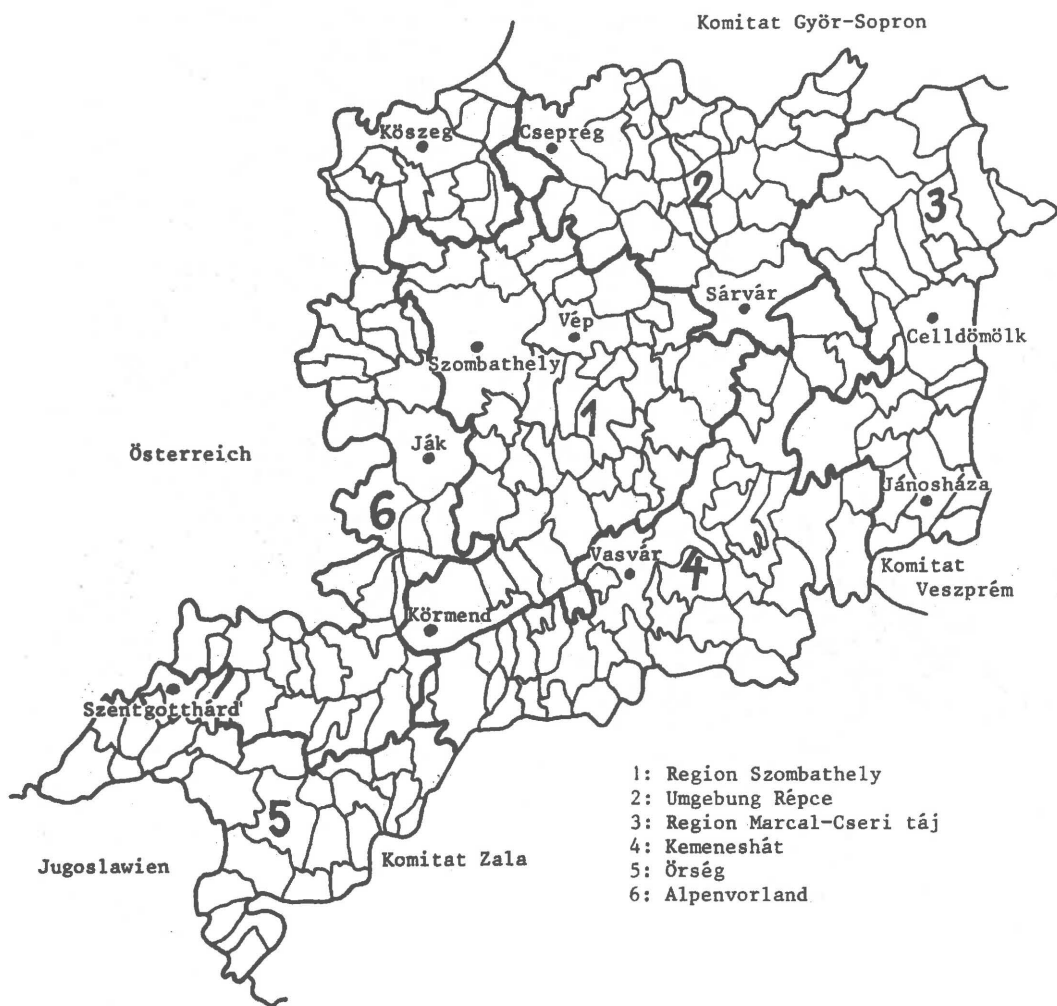 Komitat Györ-Sopron
Köszeg
Cseprég
2
3
Sárvár
Vép
Celldömölk
Szombathely
1
Ják
Österreich
Jánosháza
6
Vasvár
4
Komitat
Veszprém
Körmend
Szentgotthárd
1: Region Szombathely
2: Umgebung Répce
3: Region Marcal-Cseri táj
4: Kemeneshát
5: Örség
6: Alpenvorland
5
Jugoslawien
Komitat Zala